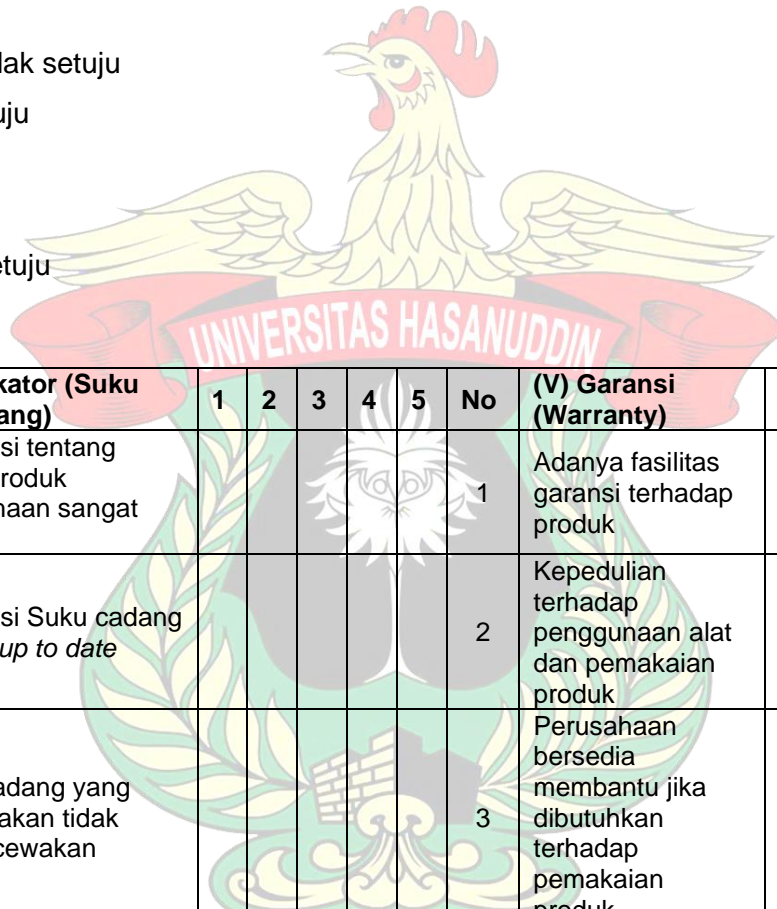 lak setuju
uju
etuju
UNIVERSITAS HASANUDDIN
kator (Suku
ang)
1 2 3 4 5 No
(V) Garansi
(Warranty)
si tentang
roduk
naan sangat
1
Adanya fasilitas
garansi terhadap
produk
si Suku cadang
up to date
2
Kepedulian
terhadap
penggunaan alat
dan pemakaian
produk
adang yang
akan tidak
cewakan
3
Perusahaan
bersedia
membantu jika
dibutuhkan
terhadap
pemakaian
produk